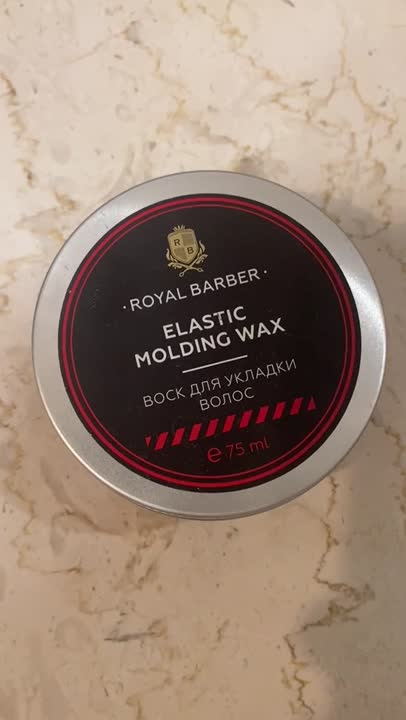 R B
· ROYAL BARBER ·
ELASTIC
MOLDING WAX
ВОСК ДЛЯ УКЛАДКИ
ВОЛОС
℮ 75 ml